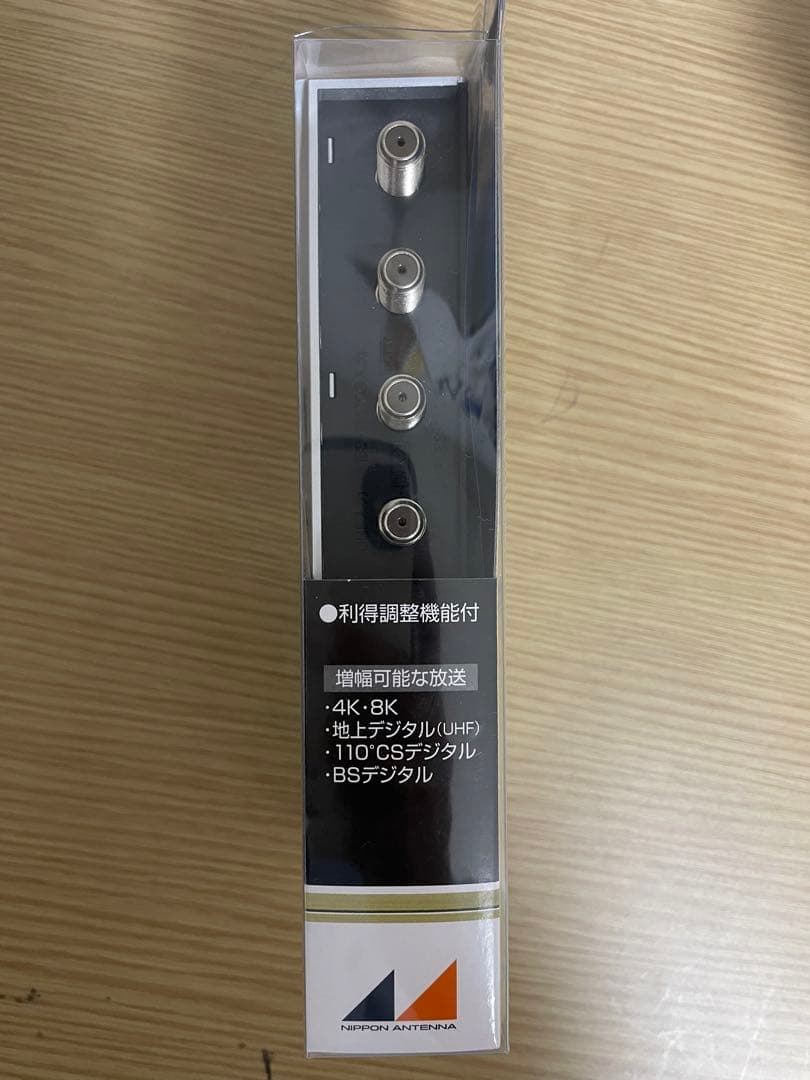 ●利得調整機能付
増幅可能な放送
・4K・8K
・地上デジタル(UHF)
・110°CSデジタル
・BSデジタル
NIPPON ANTENNA